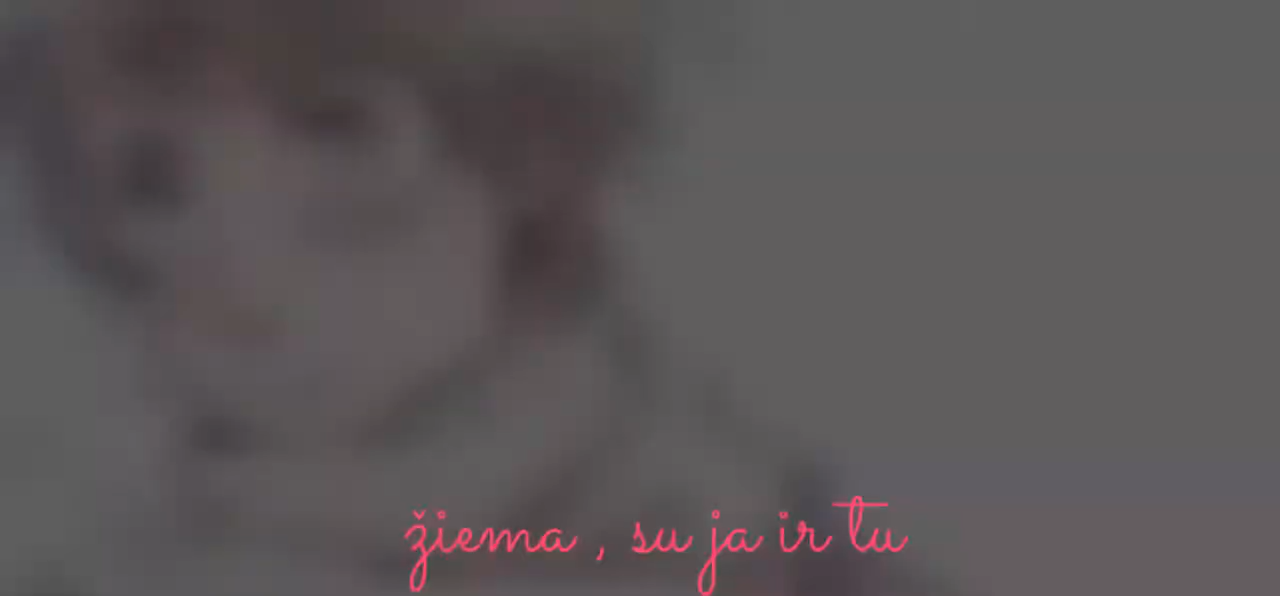 žiema , su ja ir tu